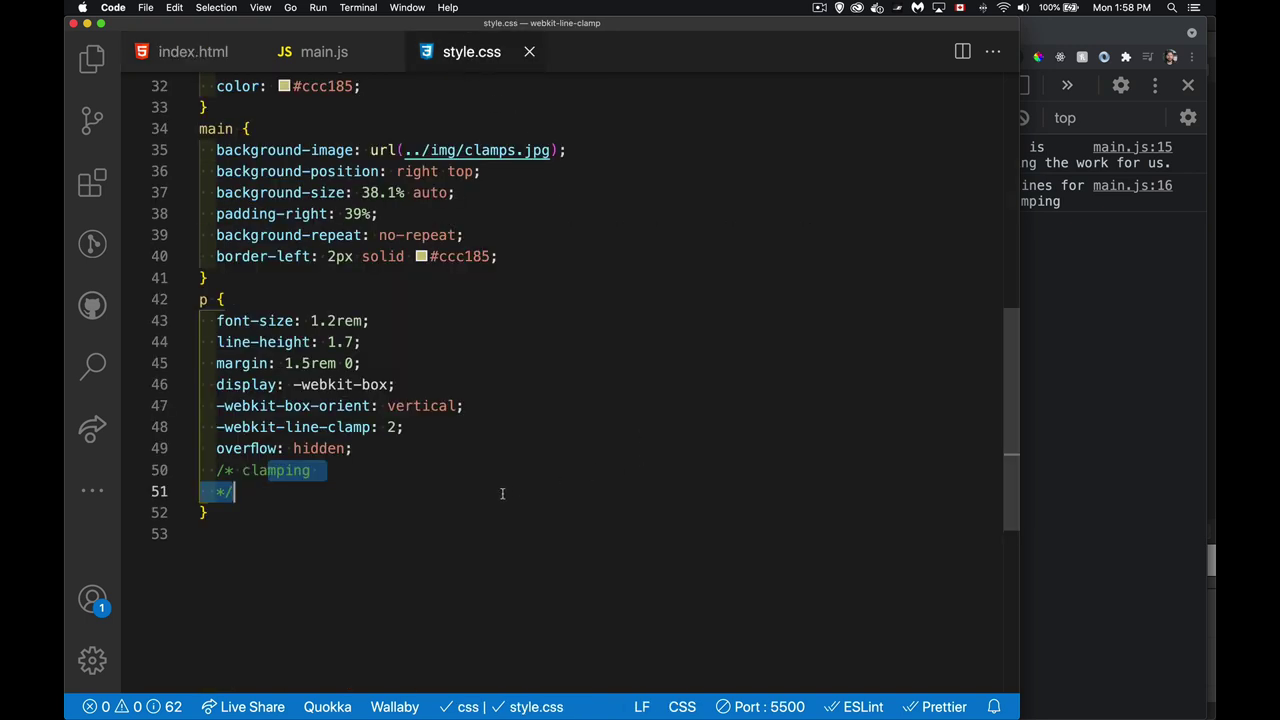 Code File Edit Selection View Go Run Terminal Window Help 100% Mon 1:58 PM
style.css — webkit-line-clamp
index.html JS main.js style.css
32 color: #ccc185;
33 }
34 main {
35 background-image: url(../img/clamps.jpg);
36 background-position: right top;
37 background-size: 38.1% auto;
38 padding-right: 39%;
39 background-repeat: no-repeat;
40 border-left: 2px solid #ccc185;
41 }
42 p {
43 font-size: 1.2rem;
44 line-height: 1.7;
45 margin: 1.5rem 0;
46 display: -webkit-box;
47 -webkit-box-orient: vertical;
48 -webkit-line-clamp: 2;
49 overflow: hidden;
50 /* clamping
51 */
52 }
53
top
is main.js:15
ng the work for us.
ines for main.js:16
mping
1
0 0 62 Live Share Quokka Wallaby css | style.css LF CSS Port : 5500 ESLint Prettier